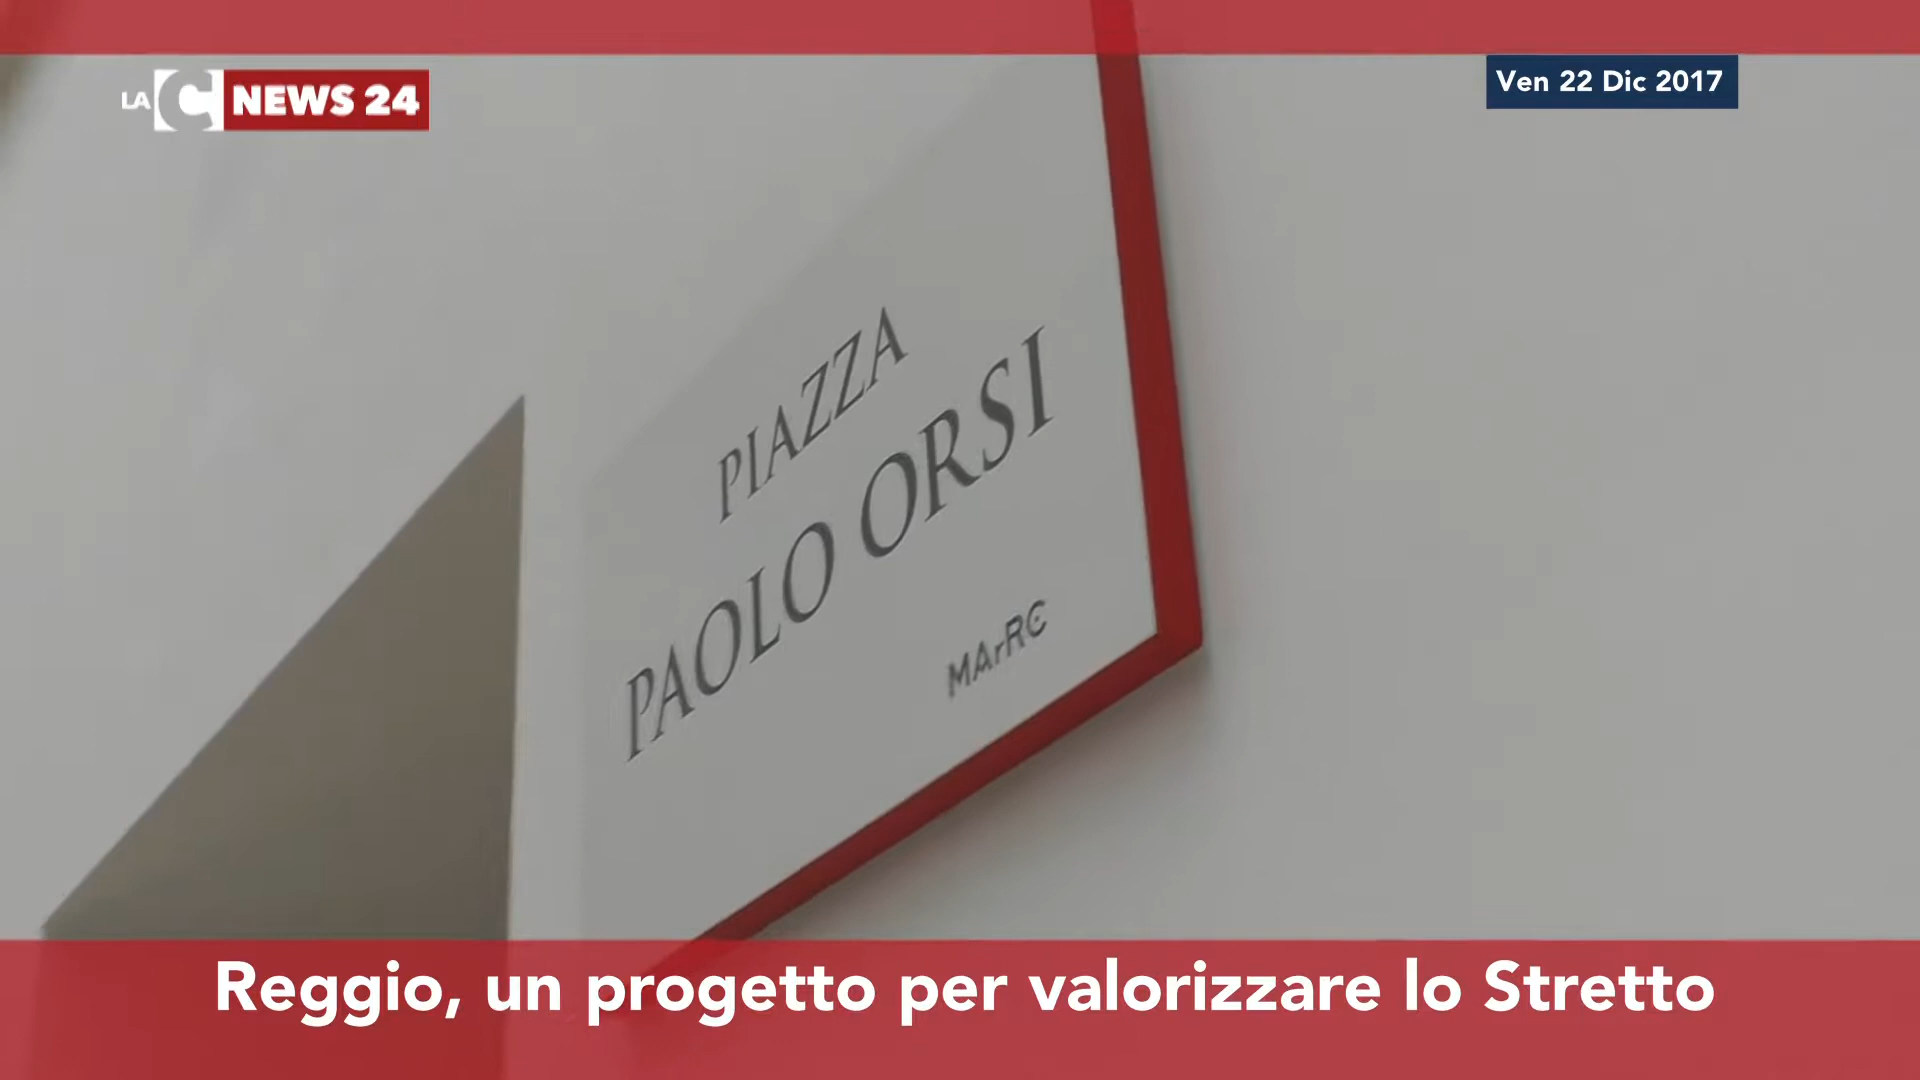 LA C NEWS 24
Ven 22 Dic 2017
PIAZZA
PAOLO ORSI
MArRC
Reggio, un progetto per valorizzare lo Stretto